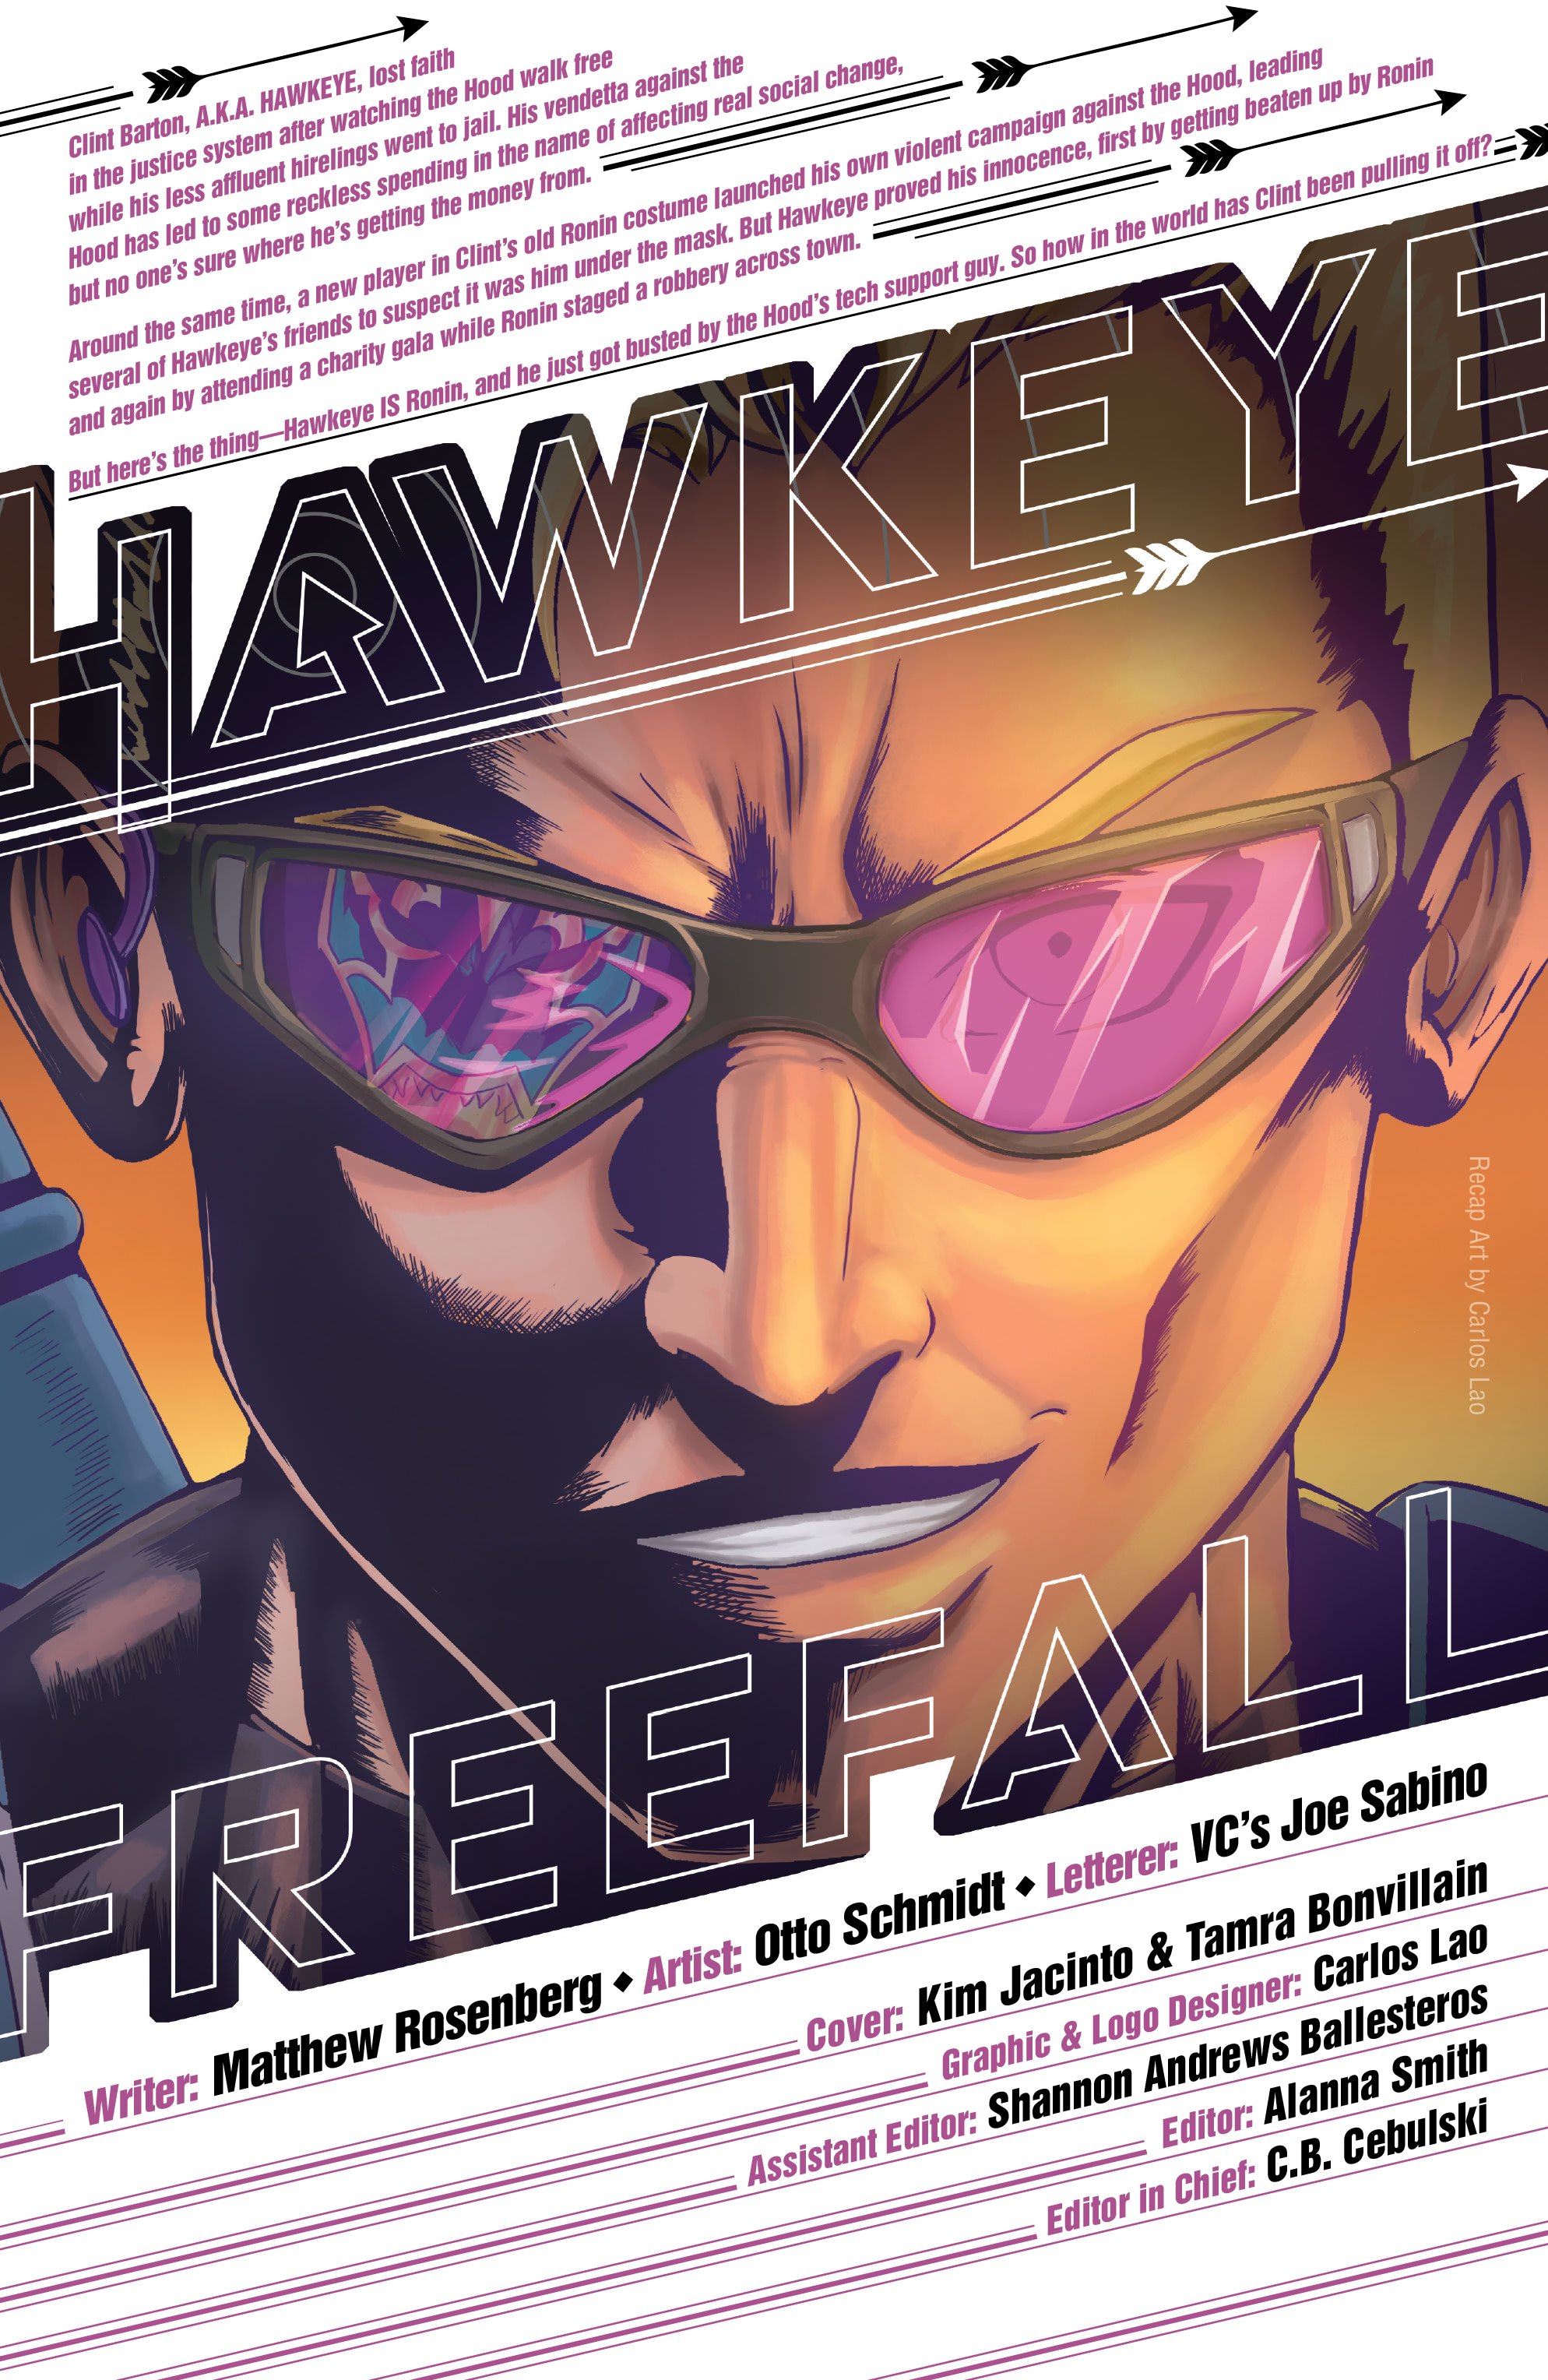 Clint Barton, A.K.A. HAWKEYE, lost faith
in the justice system after watching the Hood walk free
while his less affluent hirelings went to jail. His vendetta against the
Hood has led to some reckless spending in the name of affecting real social change,
but no one's sure where he's getting the money from.
Around the same time, a new player in Clint's old Ronin costume launched his own violent campaign against the Hood, leading
several of Hawkeye's friends to suspect it was him under the mask. But Hawkeye proved his innocence, first by getting beaten up by Ronin
and again by attending a charity gala while Ronin staged a robbery across town.
But here's the thing—Hawkeye IS Ronin, and he just got busted by the Hood's tech support guy. So how in the world has Clint been pulling it off?
HAWKEYE
Recap Art by Carlos Lao
FREEFALL
Writer: Matthew Rosenberg ◆ Artist: Otto Schmidt ◆ Letterer: VC's Joe Sabino
Cover: Kim Jacinto & Tamra Bonvillain
Graphic & Logo Designer: Carlos Lao
Assistant Editor: Shannon Andrews Ballesteros
Editor: Alanna Smith
Editor in Chief: C.B. Cebulski